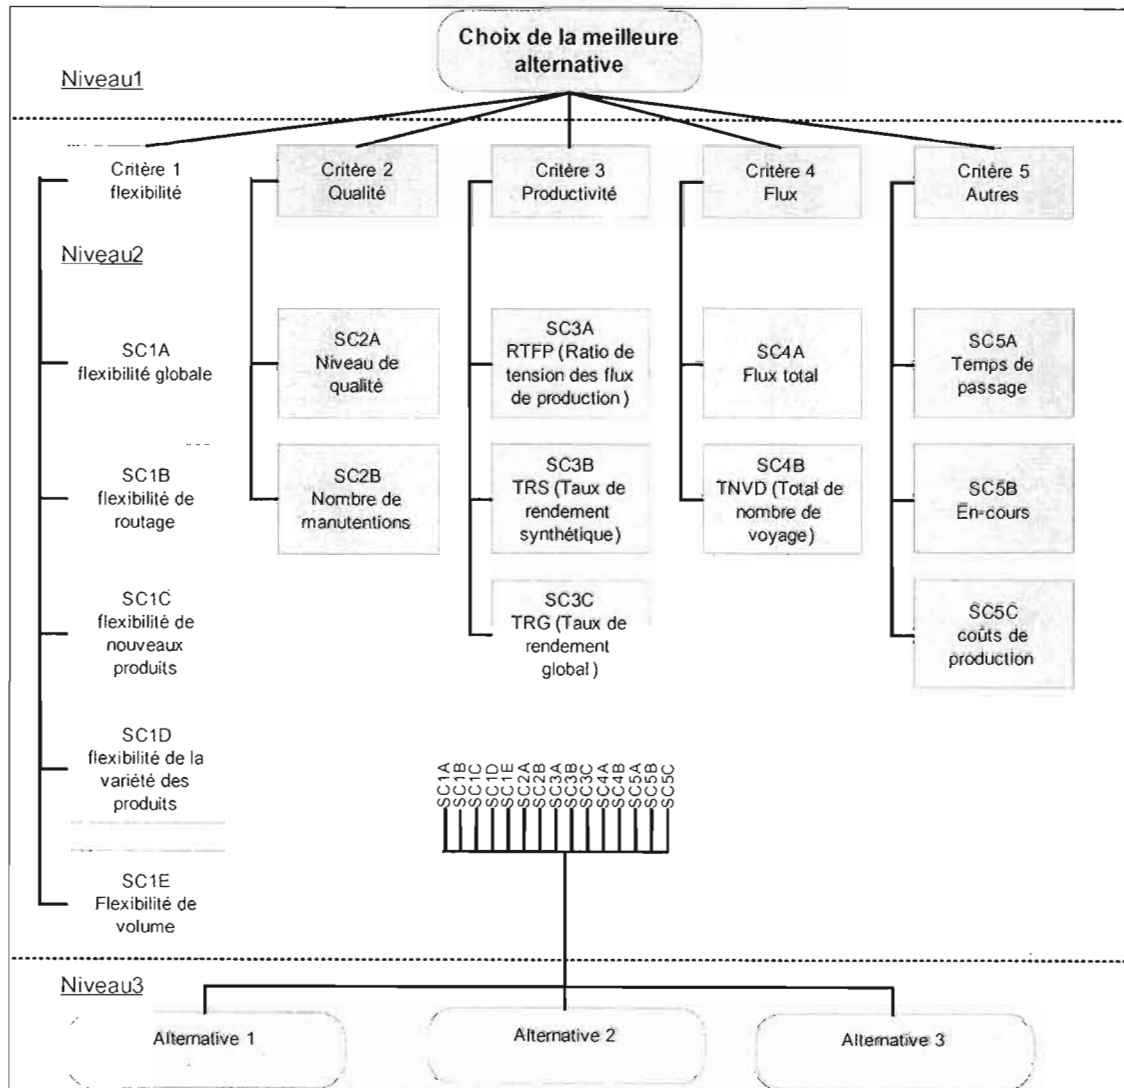 Choix de la meilleure
alternative
Niveau1
Critère 1
flexibilité
Critère 2
Qualité
Critère 3
Productivité
Critère 4
Flux
Critère 5
Autres
Niveau2
SC1A
flexibilité globale
SC1B
flexibilité de
routage
SC1C
flexibilité de
nouveaux
produits
SC1D
flexibilité de la
variété des
produits
SC1E
Flexibilité de
volume
SC2A
Niveau de
qualité
SC2B
Nombre de
manutentions
SC3A
RTFP (Ratio de
tension des flux
de production)
SC3B
TRS (Taux de
rendement
synthétique)
SC3C
TRG (Taux de
rendement
global)
SC4A
Flux total
SC4B
TNVD (Total de
nombre de
voyage)
SC5A
Temps de
passage
SC5B
En-cours
SC5C
coûts de
production
SC1A
SC1B
SC1C
SC1D
SC1E
SC2A
SC2B
SC3A
SC3B
SC3C
SC4A
SC4B
SC5A
SC5B
SC5C
Niveau3
Alternative 1
Alternative 2
Alternative 3